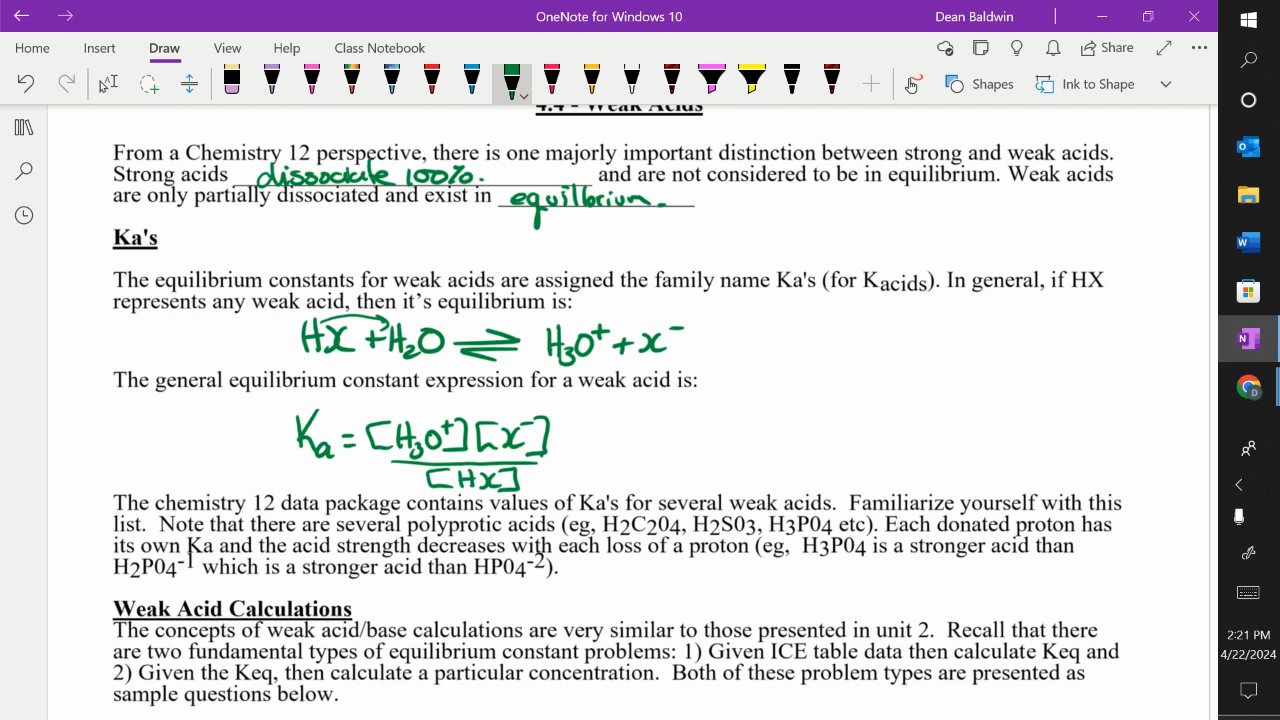 OneNote for Windows 10
Dean Baldwin
Home Insert Draw View Help Class Notebook
Share
Shapes
Ink to Shape
4.4 - Weak Acids
From a Chemistry 12 perspective, there is one majorly important distinction between strong and weak acids.
Strong acids dissociate 100%. and are not considered to be in equilibrium. Weak acids
are only partially dissociated and exist in equilbrium.
Ka's
The equilibrium constants for weak acids are assigned the family name Ka's (for Kacids). In general, if HX
represents any weak acid, then it's equilibrium is:
HX + H₂O ⇌ H₃O⁺ + X⁻
The general equilibrium constant expression for a weak acid is:
Ka = [H₃O⁺][X⁻]
[HX]
The chemistry 12 data package contains values of Ka's for several weak acids. Familiarize yourself with this
list. Note that there are several polyprotic acids (eg, H2C204, H2S03, H3P04 etc). Each donated proton has
its own Ka and the acid strength decreases with each loss of a proton (eg, H3P04 is a stronger acid than
H2P04-1 which is a stronger acid than HP04-2).
Weak Acid Calculations
The concepts of weak acid/base calculations are very similar to those presented in unit 2. Recall that there
are two fundamental types of equilibrium constant problems: 1) Given ICE table data then calculate Keq and
2) Given the Keq, then calculate a particular concentration. Both of these problem types are presented as
sample questions below.
2:21 PM
4/22/2024